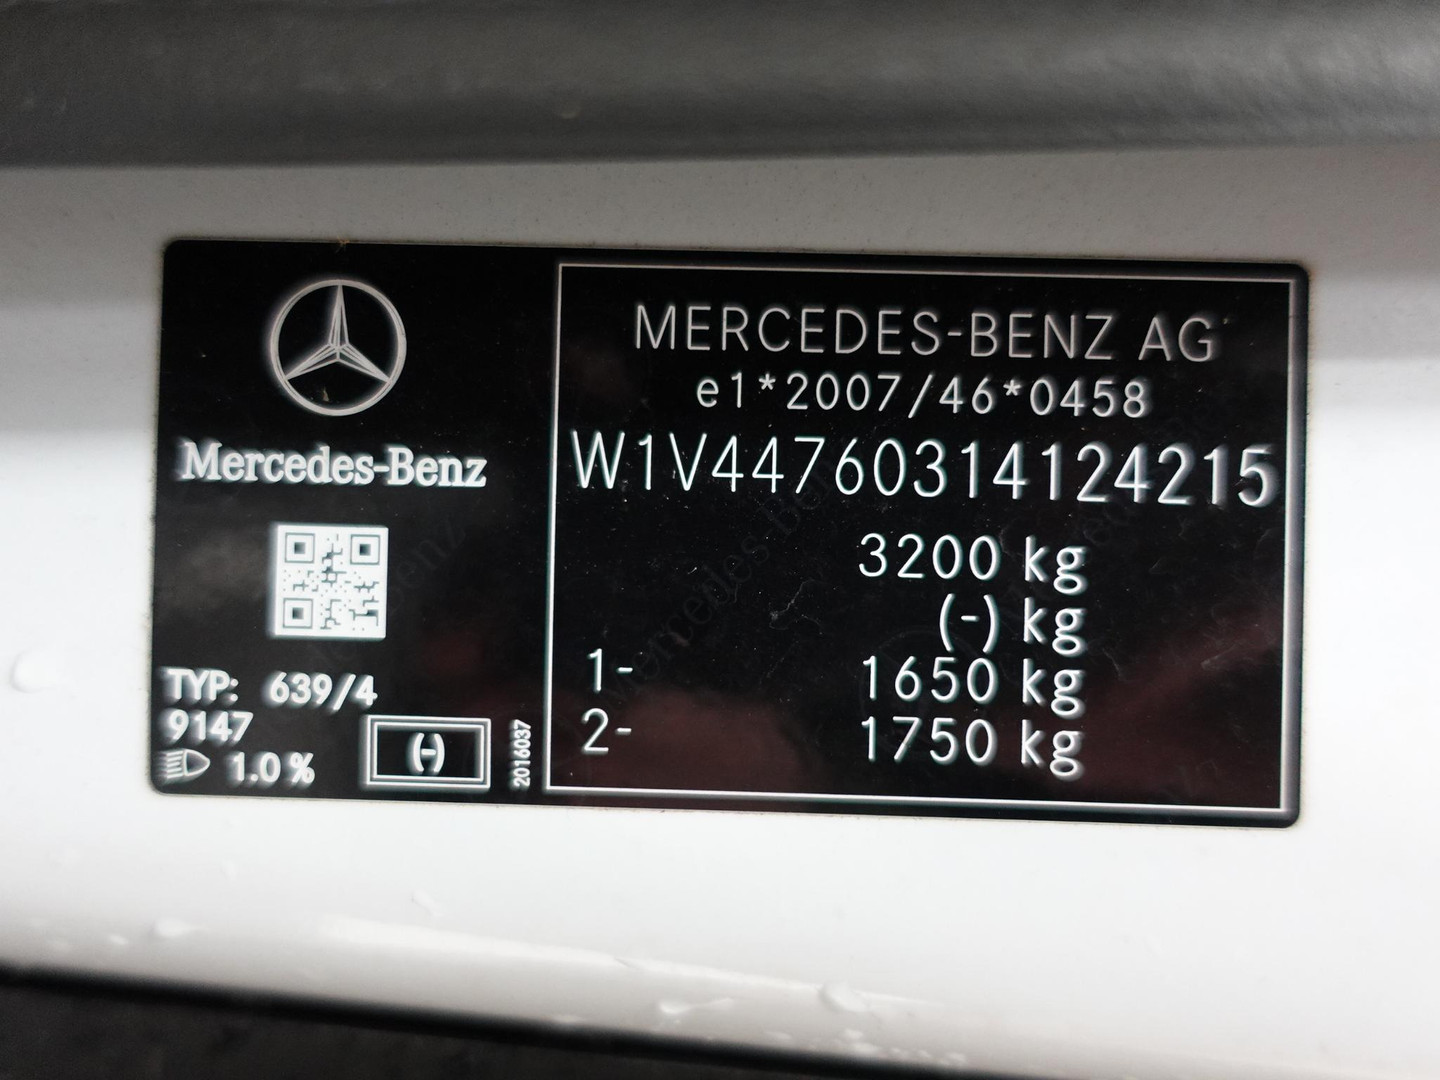 Mercedes-Benz
TYP: 639/4
9147
1.0 %
(-)
2016037
MERCEDES-BENZ AG
e1*2007/46*0458
W1V44760314124215
3200 kg
(-) kg
1- 1650 kg
2- 1750 kg